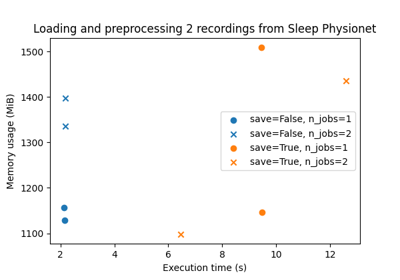 Loading and preprocessing 2 recordings from Sleep Physionet
1500
1400
1300
1200
1100
Memory usage (MiB)
save=False, n_jobs=1
save=False, n_jobs=2
save=True, n_jobs=1
save=True, n_jobs=2
2 4 6 8 10 12
Execution time (s)